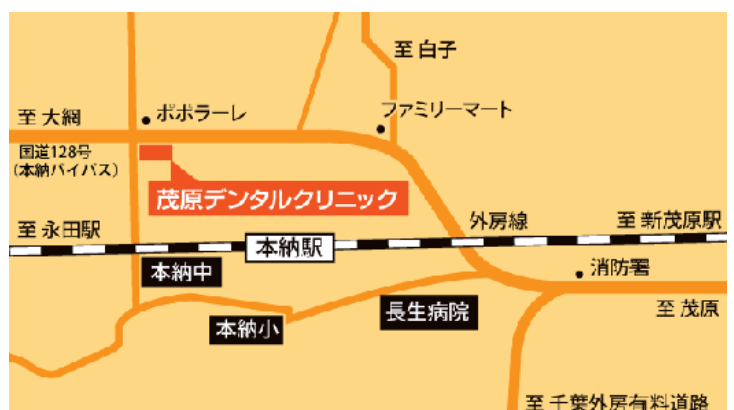 至 白子
ポポラーレ
ファミリーマート
至 大網
国道128号
(本納バイパス)
茂原デンタルクリニック
至 永田駅
外房線
至 新茂原駅
本納駅
本納中
消防署
長生病院
至 茂原
本納小
至 千葉外房有料道路